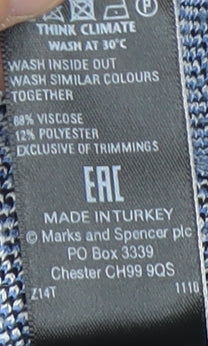 THINK CLIMATE
WASH AT 30°C
WASH INSIDE OUT
WASH SIMILAR COLOURS
TOGETHER
88% VISCOSE
12% POLYESTER
EXCLUSIVE OF TRIMMINGS
EAC
MADE IN TURKEY
© Marks and Spencer plc
PO Box 3339
Chester CH99 9QS
Z14T 1110